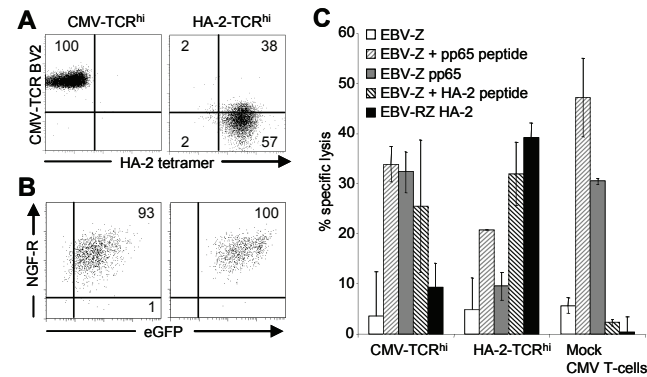 A
CMV-TCRhi
HA-2-TCRhi
CMV-TCR BV2
100
2
38
2
57
HA-2 tetramer
B
NGF-R
93
1
100
eGFP
C
% specific lysis
60
50
40
30
20
10
0
EBV-Z
EBV-Z + pp65 peptide
EBV-Z pp65
EBV-Z + HA-2 peptide
EBV-RZ HA-2
CMV-TCRhi
HA-2-TCRhi
Mock
CMV T-cells